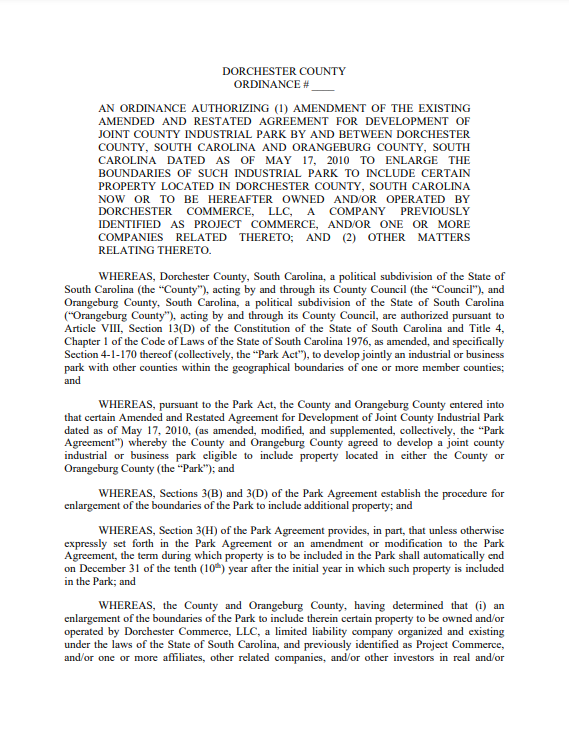 DORCHESTER COUNTY
ORDINANCE # ____
AN ORDINANCE AUTHORIZING (1) AMENDMENT OF THE EXISTING
AMENDED AND RESTATED AGREEMENT FOR DEVELOPMENT OF
JOINT COUNTY INDUSTRIAL PARK BY AND BETWEEN DORCHESTER
COUNTY, SOUTH CAROLINA AND ORANGEBURG COUNTY, SOUTH
CAROLINA DATED AS OF MAY 17, 2010 TO ENLARGE THE
BOUNDARIES OF SUCH INDUSTRIAL PARK TO INCLUDE CERTAIN
PROPERTY LOCATED IN DORCHESTER COUNTY, SOUTH CAROLINA
NOW OR TO BE HEREAFTER OWNED AND/OR OPERATED BY
DORCHESTER COMMERCE, LLC, A COMPANY PREVIOUSLY
IDENTIFIED AS PROJECT COMMERCE, AND/OR ONE OR MORE
COMPANIES RELATED THERETO; AND (2) OTHER MATTERS
RELATING THERETO.
WHEREAS, Dorchester County, South Carolina, a political subdivision of the State of
South Carolina (the “County”), acting by and through its County Council (the “Council”), and
Orangeburg County, South Carolina, a political subdivision of the State of South Carolina
(“Orangeburg County”), acting by and through its County Council, are authorized pursuant to
Article VIII, Section 13(D) of the Constitution of the State of South Carolina and Title 4,
Chapter 1 of the Code of Laws of the State of South Carolina 1976, as amended, and specifically
Section 4-1-170 thereof (collectively, the “Park Act”), to develop jointly an industrial or business
park with other counties within the geographical boundaries of one or more member counties;
and
WHEREAS, pursuant to the Park Act, the County and Orangeburg County entered into
that certain Amended and Restated Agreement for Development of Joint County Industrial Park
dated as of May 17, 2010, (as amended, modified, and supplemented, collectively, the “Park
Agreement”) whereby the County and Orangeburg County agreed to develop a joint county
industrial or business park eligible to include property located in either the County or
Orangeburg County (the “Park”); and
WHEREAS, Sections 3(B) and 3(D) of the Park Agreement establish the procedure for
enlargement of the boundaries of the Park to include additional property; and
WHEREAS, Section 3(H) of the Park Agreement provides, in part, that unless otherwise
expressly set forth in the Park Agreement or an amendment or modification to the Park
Agreement, the term during which property is to be included in the Park shall automatically end
on December 31 of the tenth (10th) year after the initial year in which such property is included
in the Park; and
WHEREAS, the County and Orangeburg County, having determined that (i) an
enlargement of the boundaries of the Park to include therein certain property to be owned and/or
operated by Dorchester Commerce, LLC, a limited liability company organized and existing
under the laws of the State of South Carolina, and previously identified as Project Commerce,
and/or one or more affiliates, other related companies, and/or other investors in real and/or